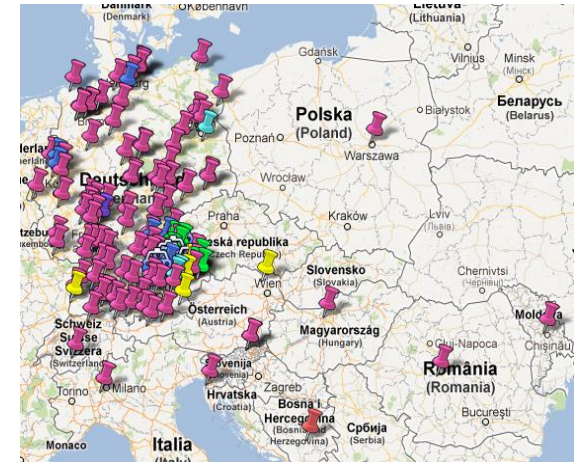 Danmark
(Denmark)
København
Lietuva
(Lithuania)
Vilnius
Minsk
(Мінск)
Gdańsk
Беларусь
(Belarus)
Białystok
Polska
(Poland)
Poznań
Warszawa
Wrocław
Praha
Kraków
Львів
(Львів)
Česká republika
(Czech Republic)
Slovensko
(Slovakia)
Chernivtsi
(Чернівці)
Wien
Österreich
(Austria)
Magyarország
(Hungary)
Cluj-Napoca
Chișinău
România
(Romania)
Schweiz
Suisse
Svizzera
(Switzerland)
Slovenija
(Slovenia)
Zagreb
Hrvatska
(Croatia)
Torino
Milano
Bosna i
Hercegovina
(Bosnia and
Herzegovina)
Србија
(Serbia)
București
Monaco
Italia
(Italy)